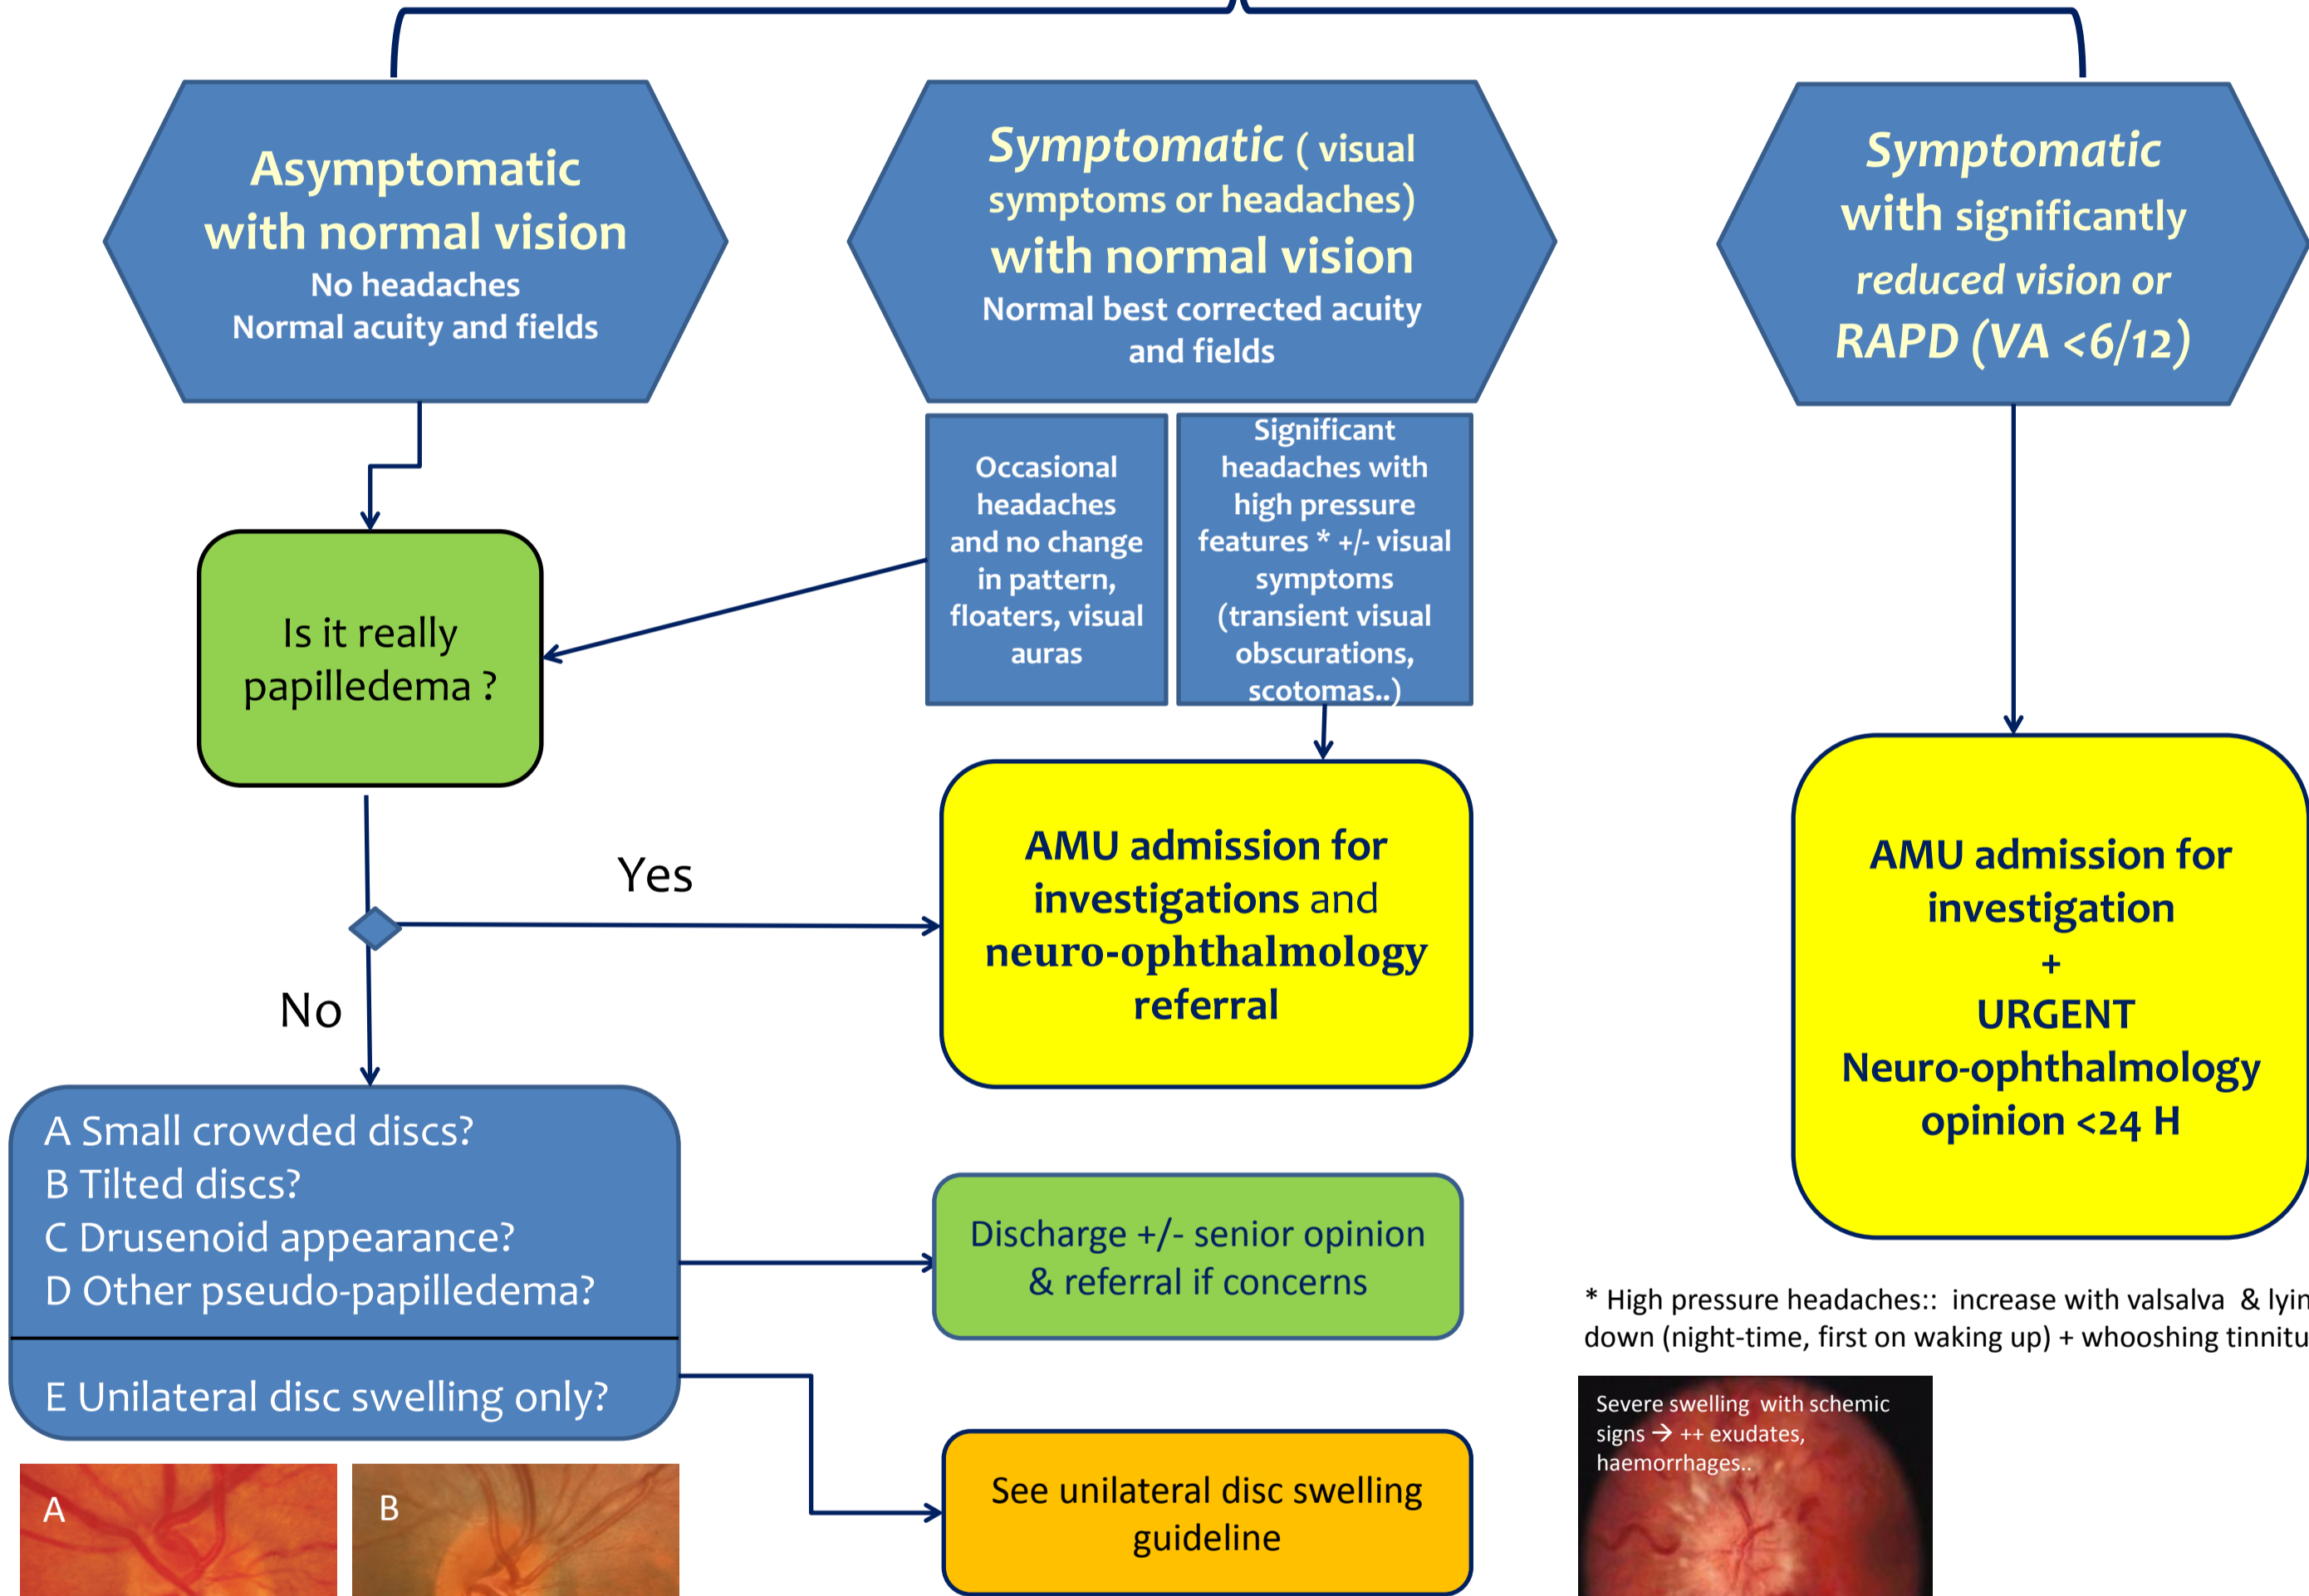 Asymptomatic
with normal vision
No headaches
Normal acuity and fields
Symptomatic ( visual
symptoms or headaches)
with normal vision
Normal best corrected acuity
and fields
Symptomatic
with significantly
reduced vision or
RAPD (VA <6/12)
Occasional
headaches
and no change
in pattern,
floaters, visual
auras
Significant
headaches with
high pressure
features * +/- visual
symptoms
(transient visual
obscurations,
scotomas..)
Is it really
papilledema ?
Yes
No
AMU admission for
investigations and
neuro-ophthalmology
referral
AMU admission for
investigation
+
URGENT
Neuro-ophthalmology
opinion <24 H
A Small crowded discs?
B Tilted discs?
C Drusenoid appearance?
D Other pseudo-papilledema?
E Unilateral disc swelling only?
Discharge +/- senior opinion
& referral if concerns
See unilateral disc swelling
guideline
* High pressure headaches:: increase with valsalva & lyin
down (night-time, first on waking up) + whooshing tinnitu
Severe swelling with schemic
signs → ++ exudates,
haemorrhages..
A
B